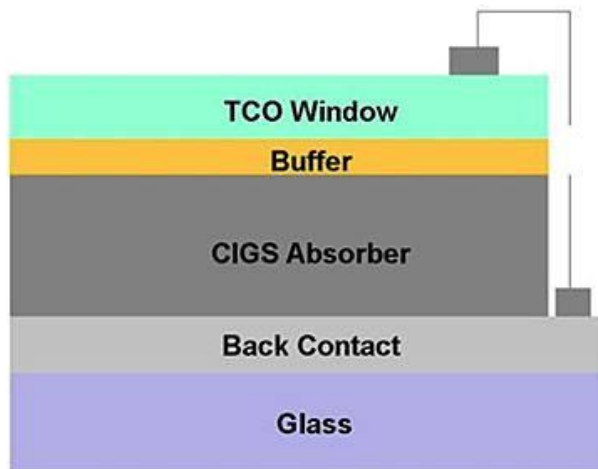 TCO Window
Buffer
CIGS Absorber
Back Contact
Glass